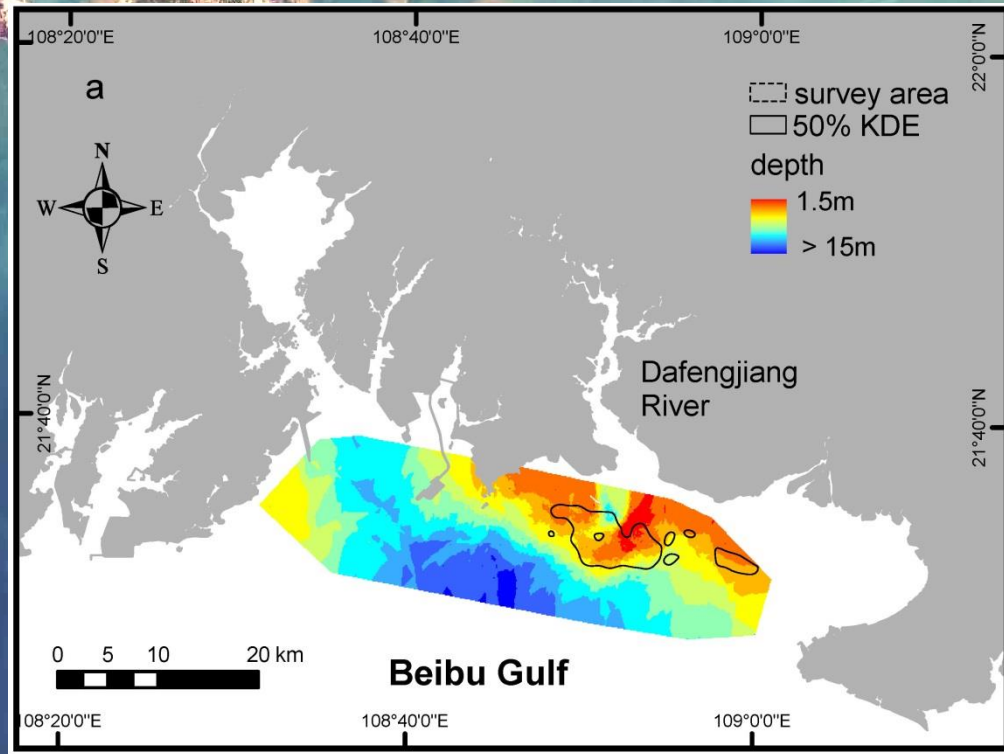 108°20'0"E 108°40'0"E 109°0'0"E
22°0'0"N
a
survey area
50% KDE
depth
1.5m
> 15m
N
W E
S
Dafengjiang
River
21°40'0"N 21°40'0"N
0 5 10 20 km
Beibu Gulf
108°20'0"E 108°40'0"E 109°0'0"E